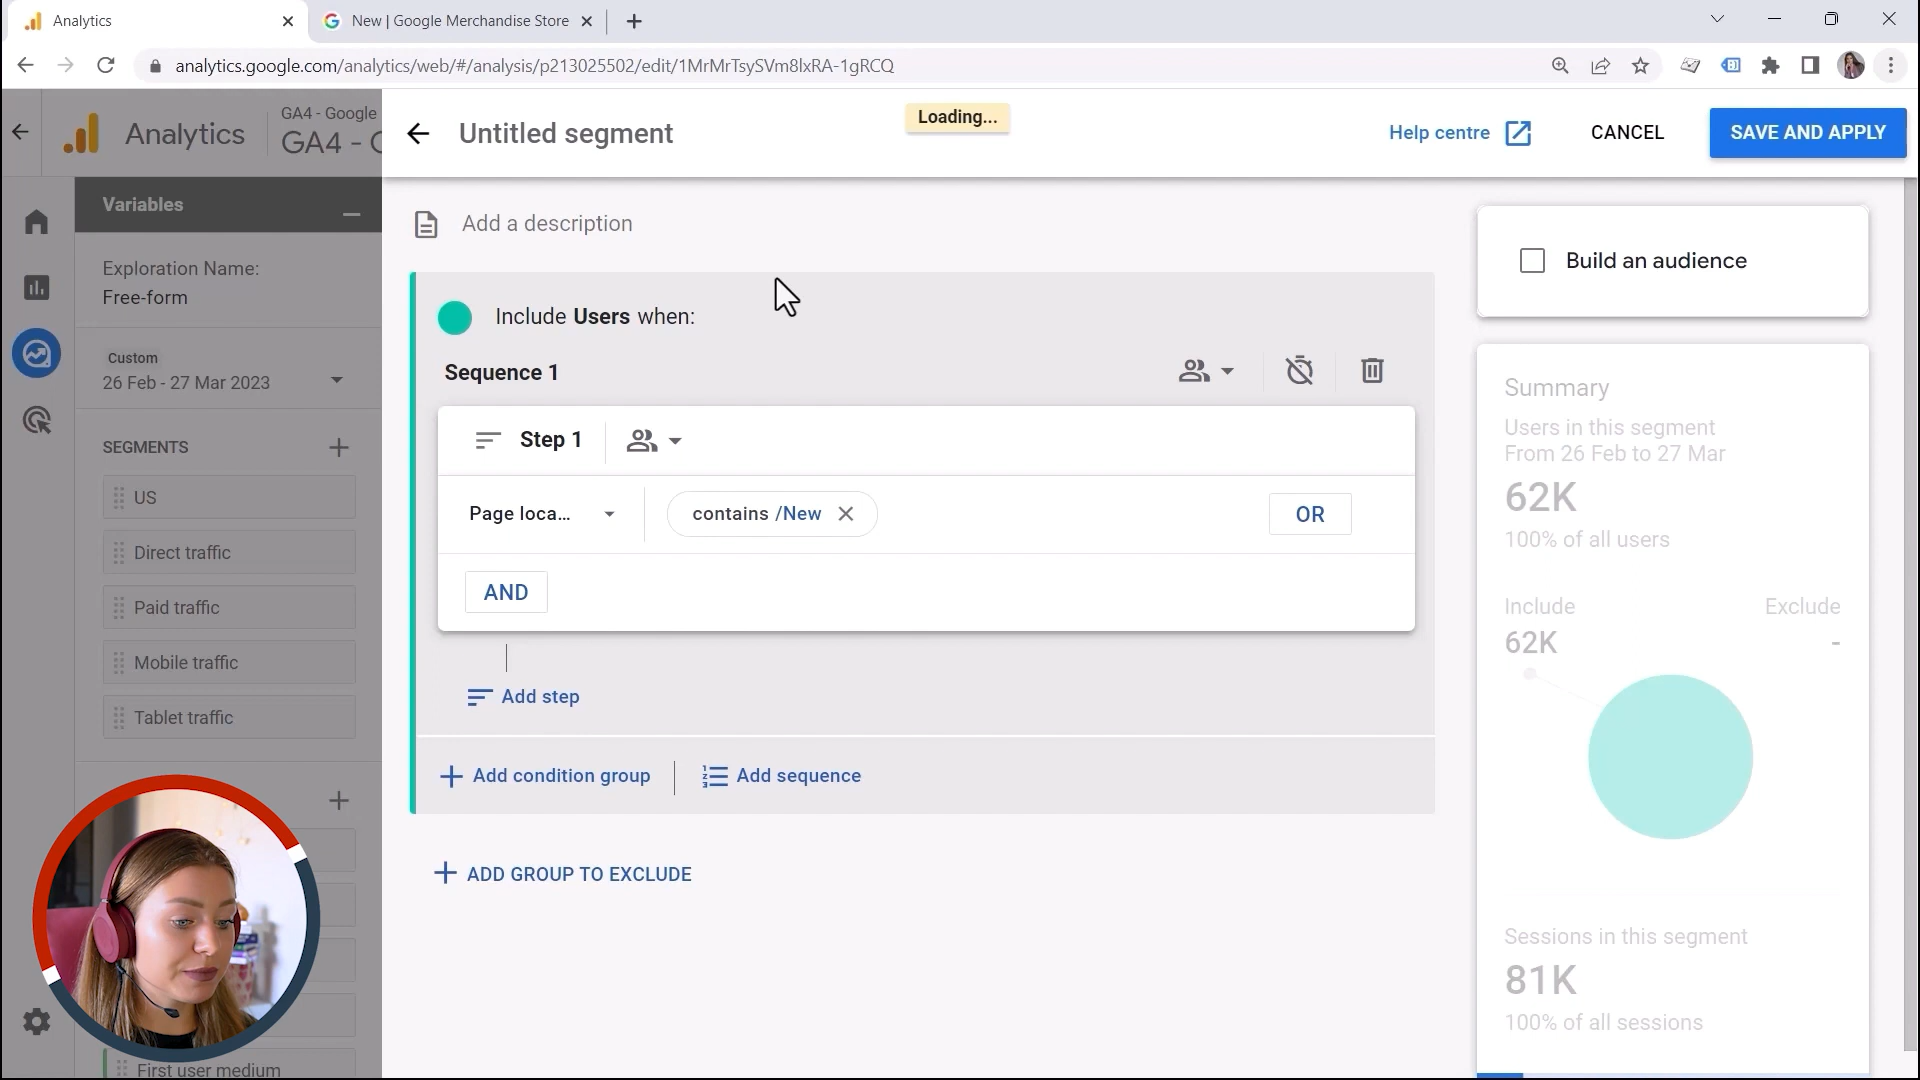 Analytics
New | Google Merchandise Store
analytics.google.com/analytics/web/#/analysis/p213025502/edit/1MrMrTsySVm8lxRA-1gRCQ
Analytics
GA4 - Google
GA4 - 
Untitled segment
Loading...
Help centre
CANCEL
SAVE AND APPLY
Variables
Exploration Name:
Free-form
Custom
26 Feb - 27 Mar 2023
SEGMENTS
US
Direct traffic
Paid traffic
Mobile traffic
Tablet traffic
First user medium
Add a description
Include Users when:
Sequence 1
Step 1
Page loca...
contains /New
OR
AND
Add step
Add condition group
Add sequence
ADD GROUP TO EXCLUDE
Build an audience
Summary
Users in this segment
From 26 Feb to 27 Mar
62K
100% of all users
Include
Exclude
62K
-
Sessions in this segment
81K
100% of all sessions